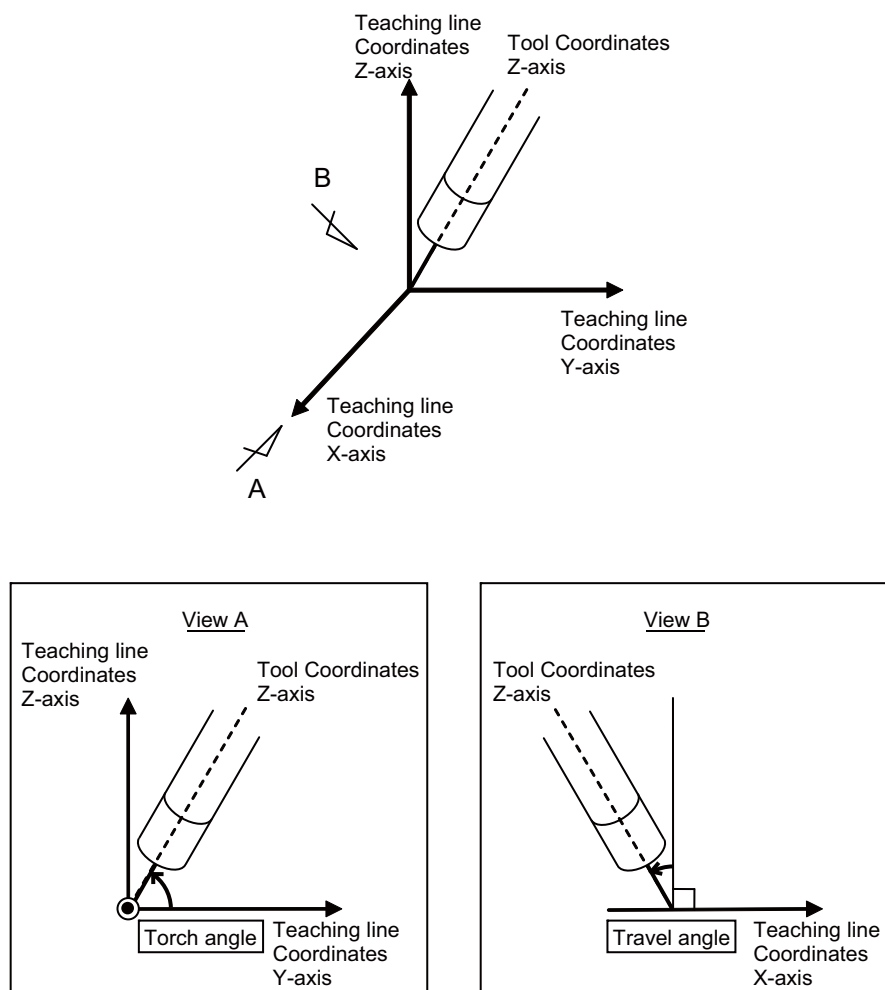 Teaching line
Coordinates
Z-axis
Tool Coordinates
Z-axis
B
Teaching line
Coordinates
Y-axis
Teaching line
Coordinates
X-axis
A
View A
Teaching line
Coordinates
Z-axis
Tool Coordinates
Z-axis
Torch angle
Teaching line
Coordinates
Y-axis
View B
Tool Coordinates
Z-axis
Travel angle
Teaching line
Coordinates
X-axis